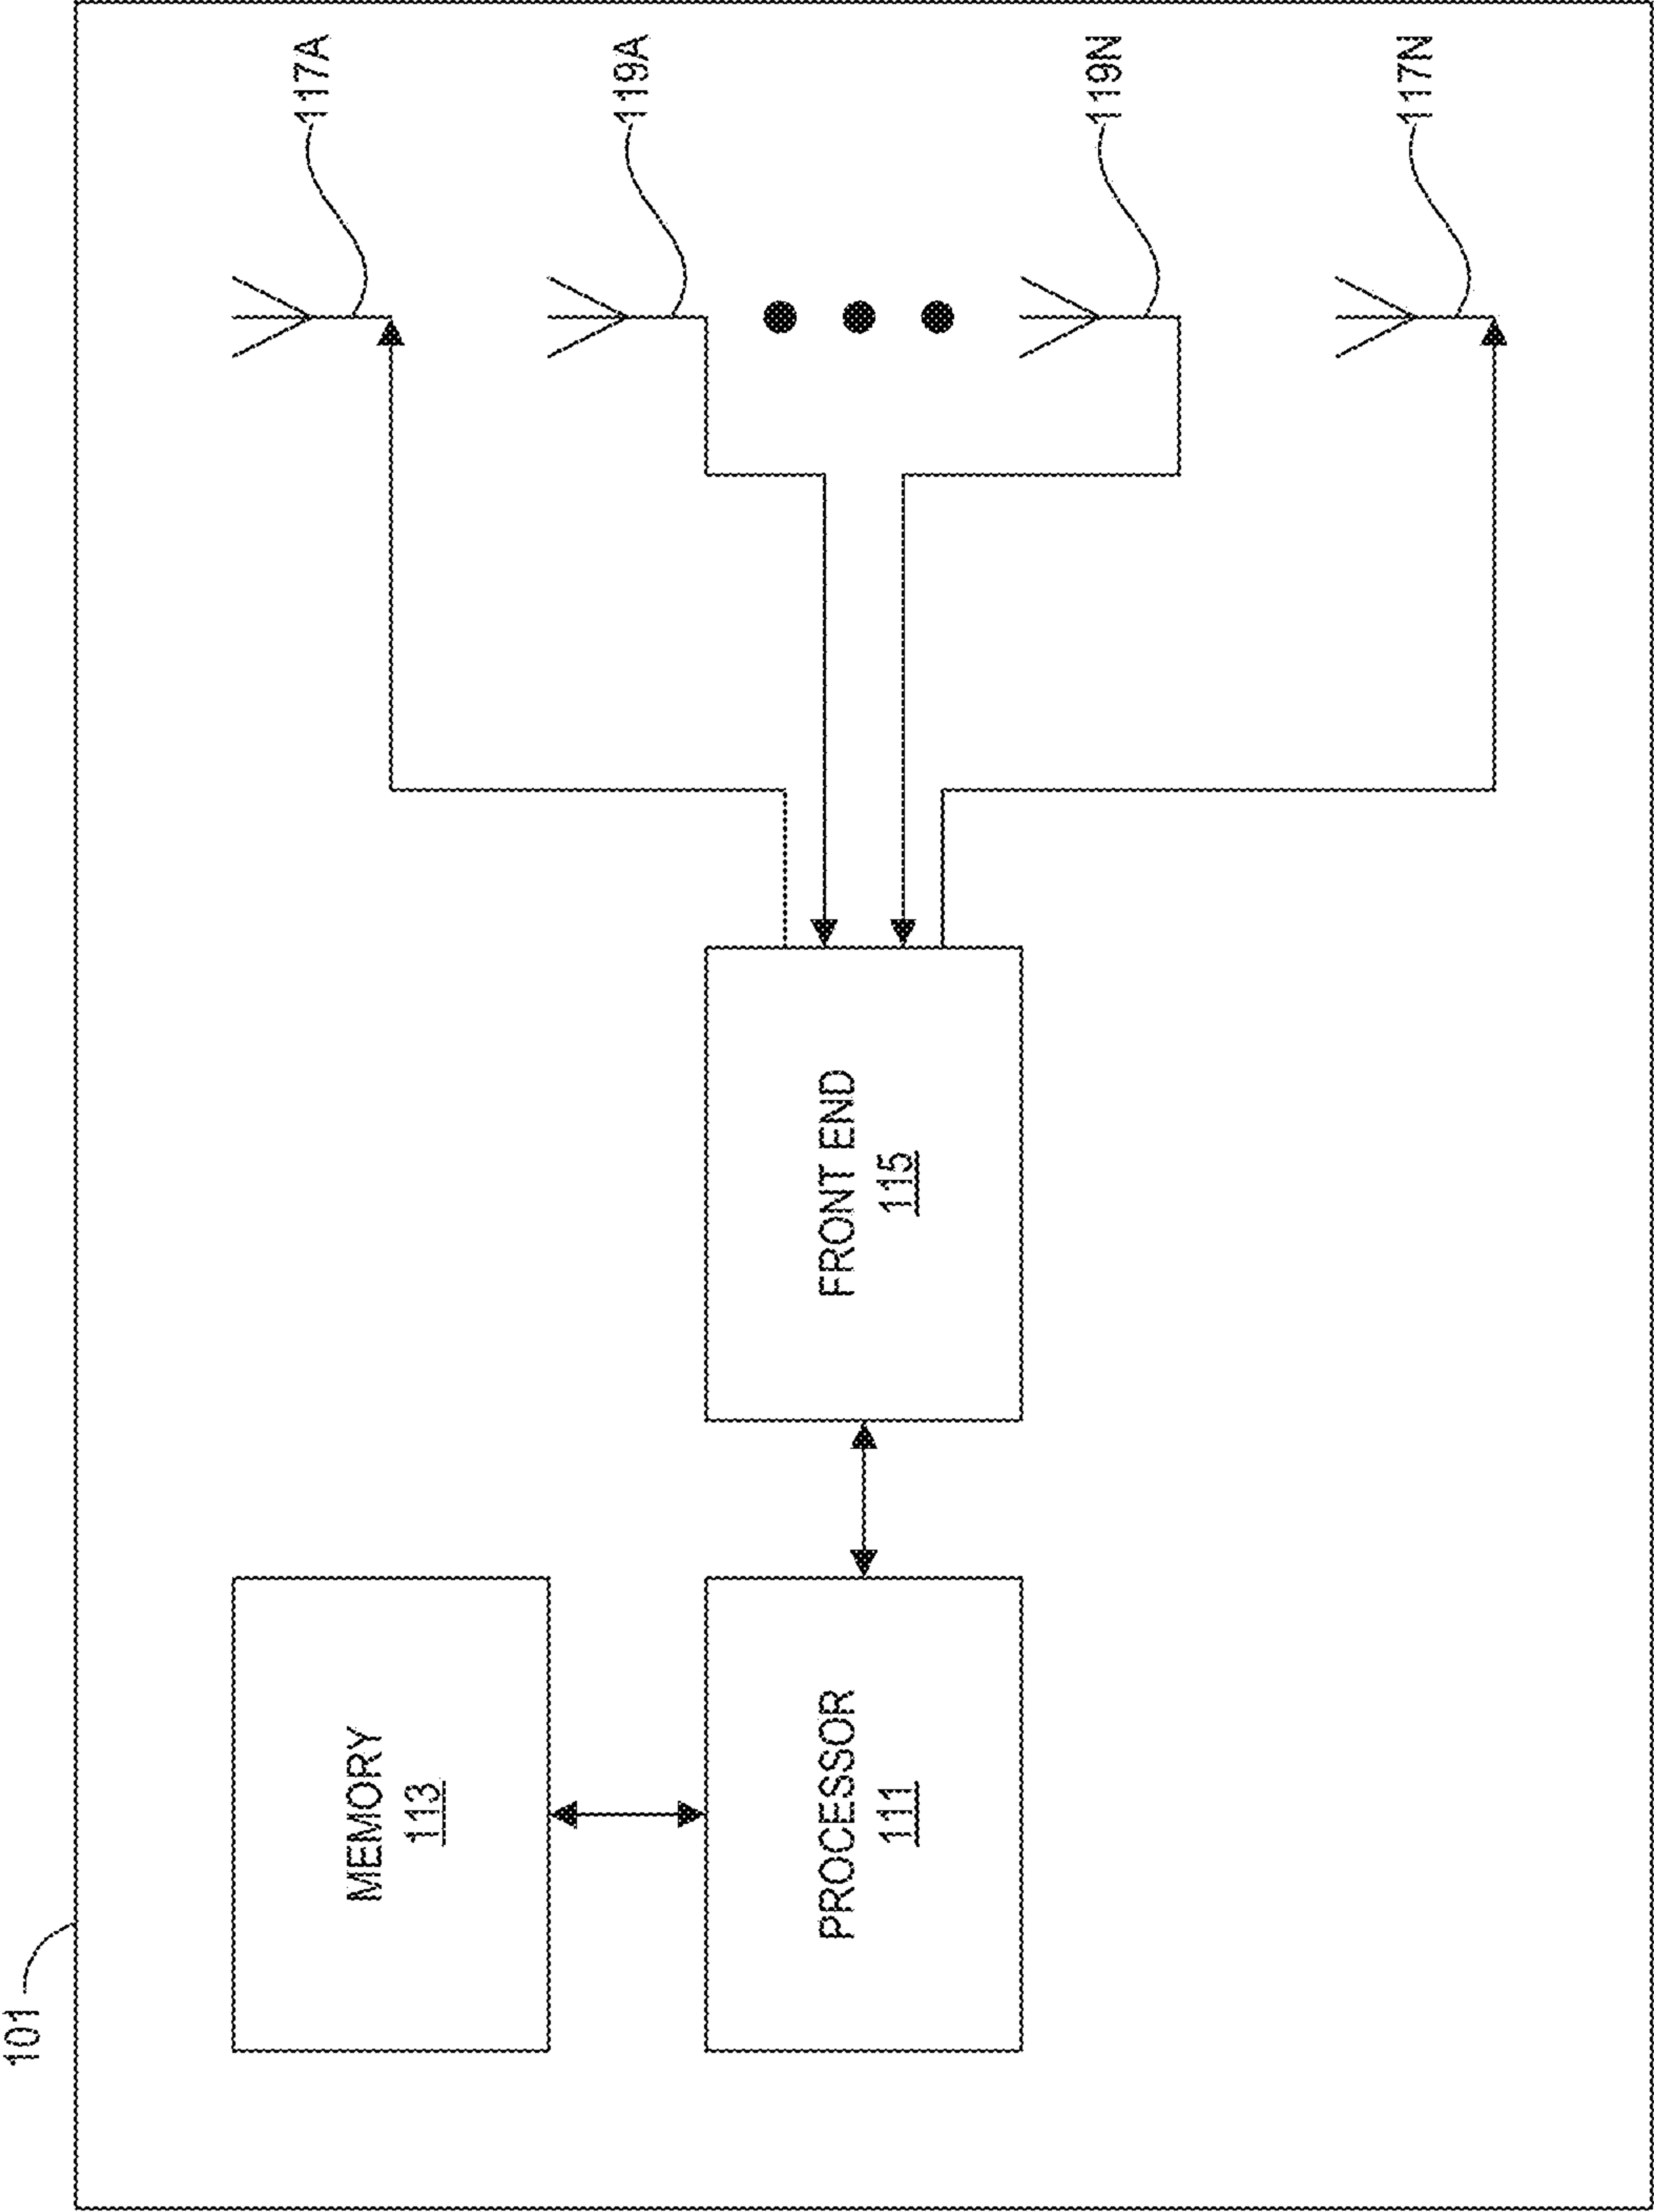 101
MEMORY
113
PROCESSOR
111
FRONT END
115
117A
119A
119N
117N